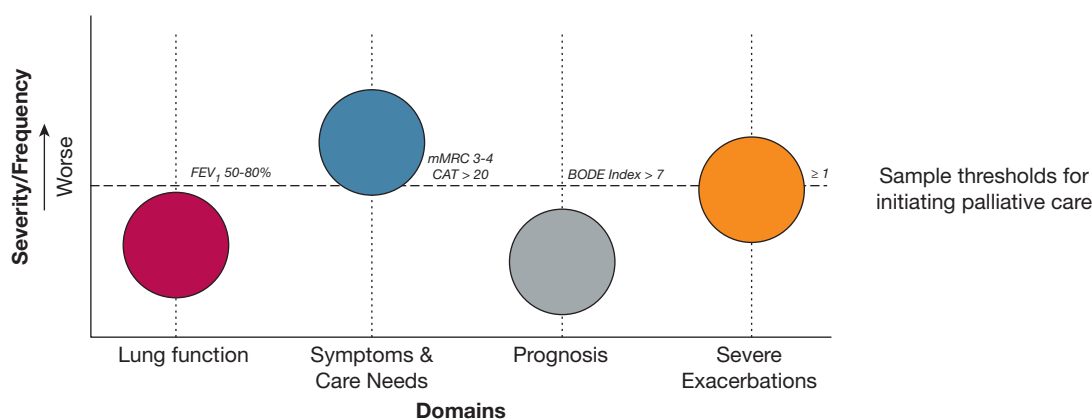 Severity/Frequency
Worse
FEV1 50-80%
mMRC 3-4
CAT > 20
BODE Index > 7
≥ 1
Sample thresholds for
initiating palliative care
Lung function
Symptoms &
Care Needs
Prognosis
Severe
Exacerbations
Domains